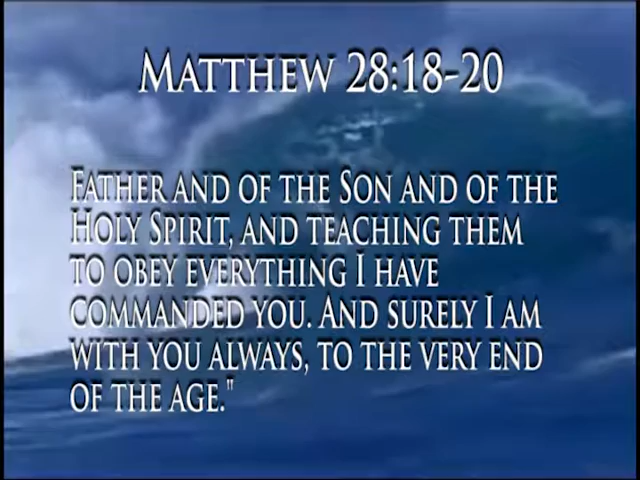 Matthew 28:18-20
Father and of the Son and of the
Holy Spirit, and teaching them
to obey everything I have
commanded you. And surely I am
with you always, to the very end
of the age."